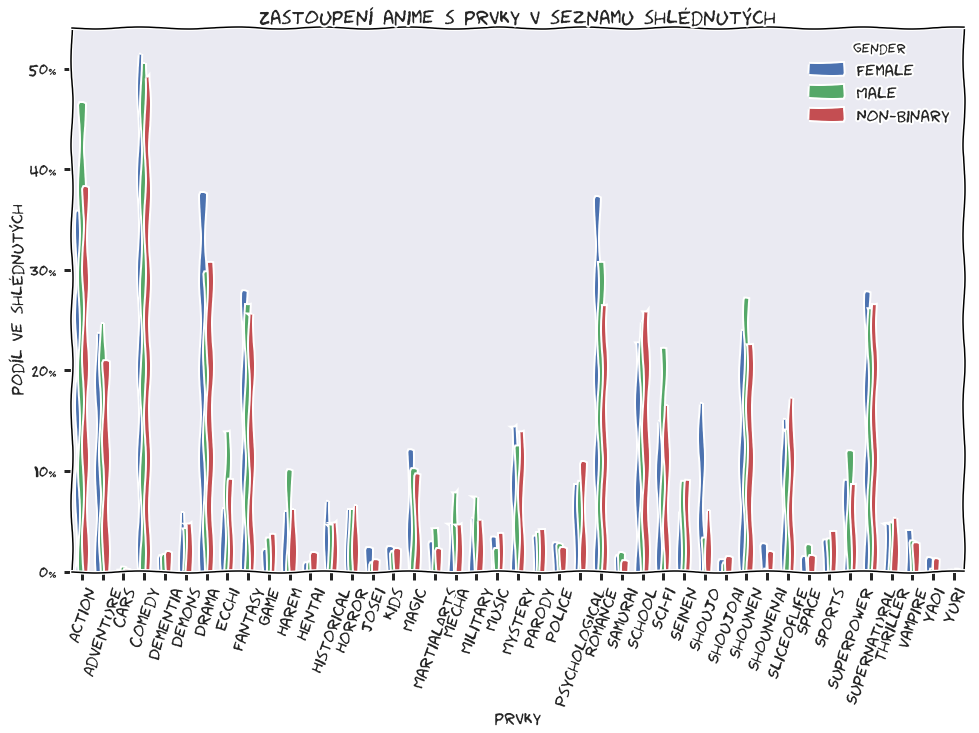 ZASTOUPENÍ ANIME S PRVKY V SEZNAMU SHLÉDNUTÝCH
GENDER
FEMALE
MALE
NON-BINARY
PODÍL VE SHLÉDNUTÝCH
50%
40%
30%
20%
10%
0%
ACTION
ADVENTURE
CARS
COMEDY
DEMENTIA
DEMONS
DRAMA
ECCHI
FANTASY
GAME
HAREM
HENTAI
HISTORICAL
HORROR
JOSEI
KIDS
MAGIC
MARTIALARTS
MECHA
MILITARY
MUSIC
MYSTERY
PARODY
POLICE
PSYCHOLOGICAL
ROMANCE
SAMURAI
SCHOOL
SCI-FI
SEINEN
SHOUJO
SHOUJOAI
SHOUNEN
SHOUNENAI
SLICEOFLIFE
SPACE
SPORTS
SUPERPOWER
SUPERNATURAL
THRILLER
VAMPIRE
YAOI
YURI
PRVKY